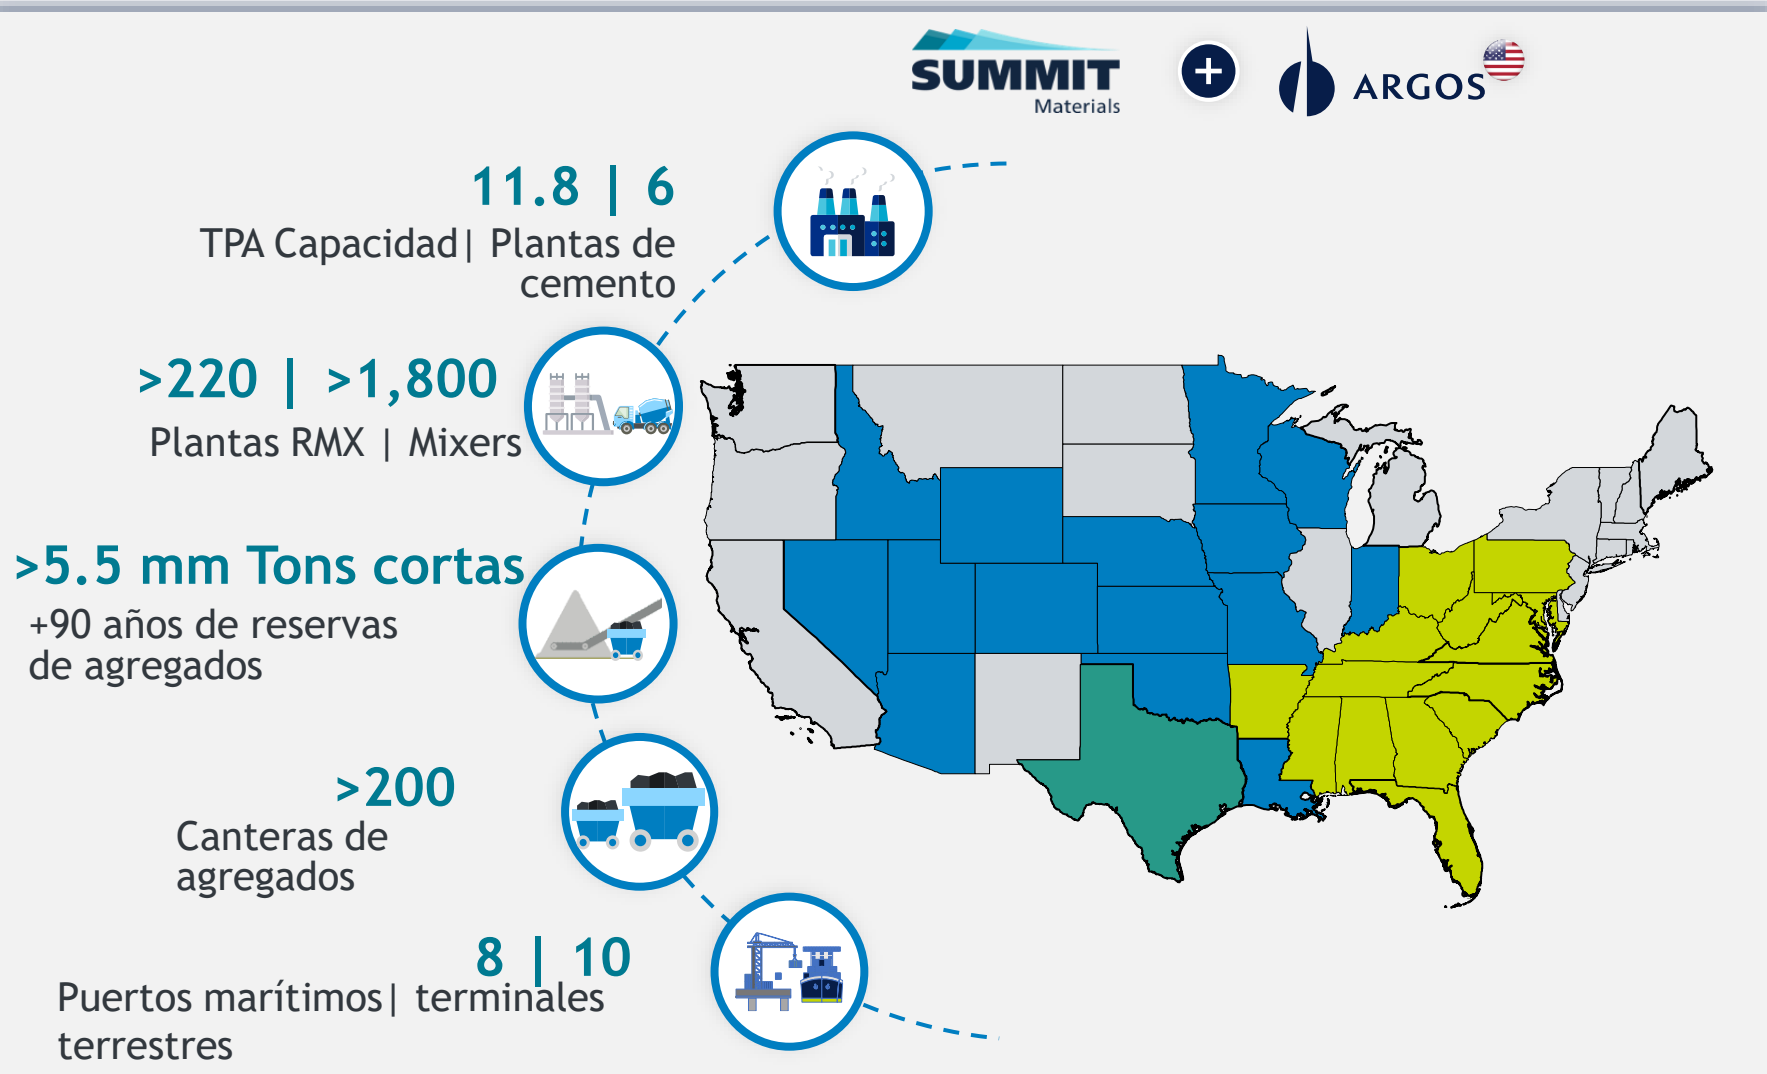 SUMMIT
Materials
+
ARGOS
11.8 | 6
TPA Capacidad| Plantas de
cemento
>220 | >1,800
Plantas RMX | Mixers
>5.5 mm Tons cortas
+90 años de reservas
de agregados
>200
Canteras de
agregados
8 | 10
Puertos marítimos| terminales
terrestres